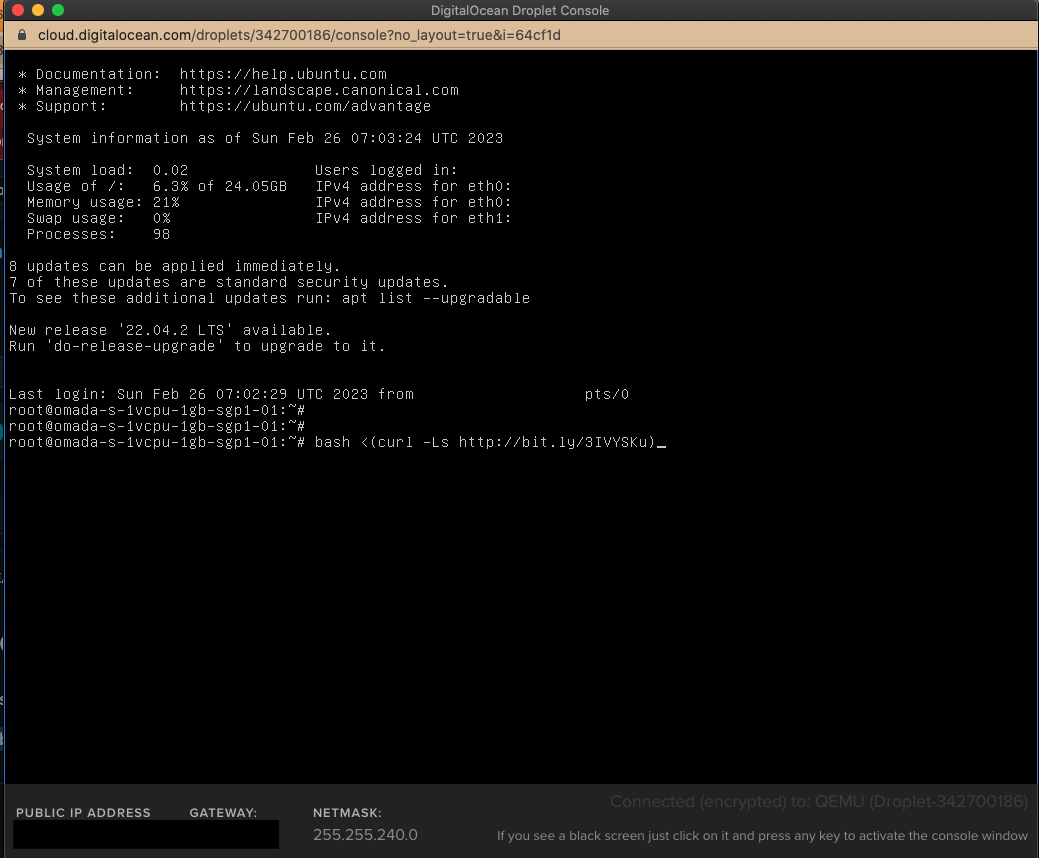 DigitalOcean Droplet Console
cloud.digitalocean.com/droplets/342700186/console?no_layout=true&i=64cf1d
* Documentation: https://help.ubuntu.com
* Management: https://landscape.canonical.com
* Support: https://ubuntu.com/advantage
System information as of Sun Feb 26 07:03:24 UTC 2023
System load: 0.02 Users logged in:
Usage of /: 6.3% of 24.05GB IPv4 address for eth0:
Memory usage: 21% IPv4 address for eth0:
Swap usage: 0% IPv4 address for eth1:
Processes: 98
8 updates can be applied immediately.
7 of these updates are standard security updates.
To see these additional updates run: apt list --upgradable
New release '22.04.2 LTS' available.
Run 'do-release-upgrade' to upgrade to it.
Last login: Sun Feb 26 07:02:29 UTC 2023 from pts/0
root@omada-s-1vcpu-1gb-sgp1-01:~#
root@omada-s-1vcpu-1gb-sgp1-01:~#
root@omada-s-1vcpu-1gb-sgp1-01:~# bash <(curl -Ls http://bit.ly/3IVYSKu)_
Connected (encrypted) to: QEMU (Droplet-342700186)
PUBLIC IP ADDRESS GATEWAY: NETMASK:
255.255.240.0
If you see a black screen just click on it and press any key to activate the console window